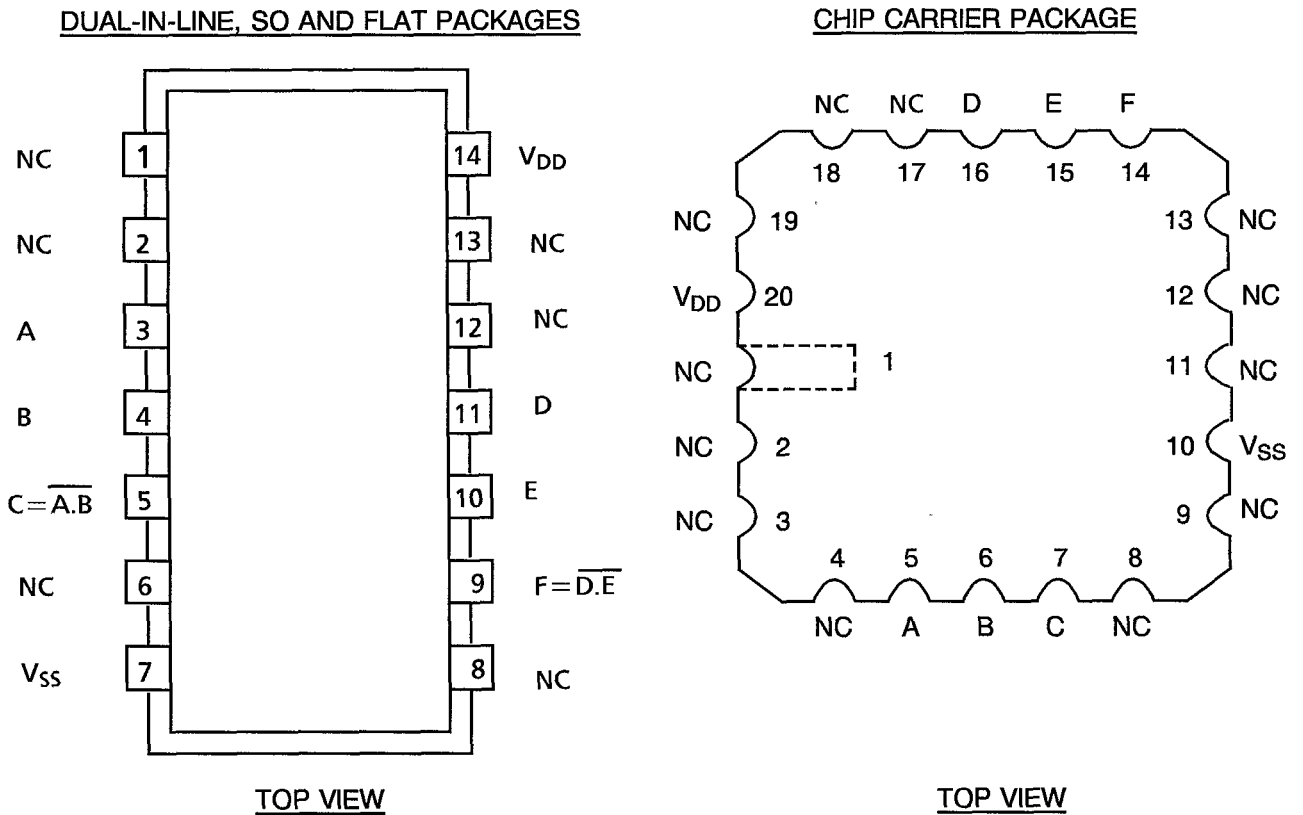 DUAL-IN-LINE, SO AND FLAT PACKAGES
NC 1 14 VDD
NC 2 13 NC
A 3 12 NC
B 4 11 D
C=A̅.̅B̅ 5 10 E
NC 6 9 F=D̅.̅E̅
VSS 7 8 NC
TOP VIEW
CHIP CARRIER PACKAGE
NC NC D E F
18 17 16 15 14
NC 19 13 NC
VDD 20 12 NC
NC 1 11 NC
NC 2 10 VSS
NC 3 9 NC
4 5 6 7 8
NC A B C NC
TOP VIEW